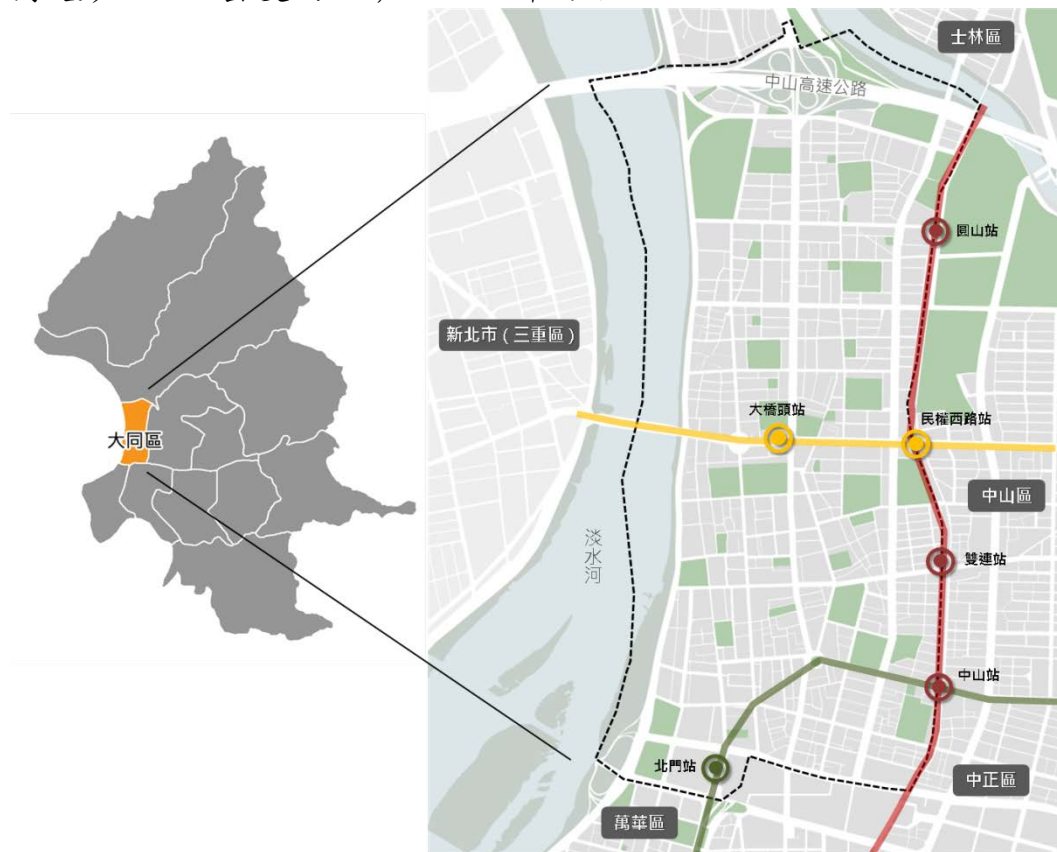 士林區
中山高速公路
圓山站
新北市(三重區)
大橋頭站
民權西路站
大同區
中山區
淡水河
雙連站
中山站
北門站
中正區
萬華區